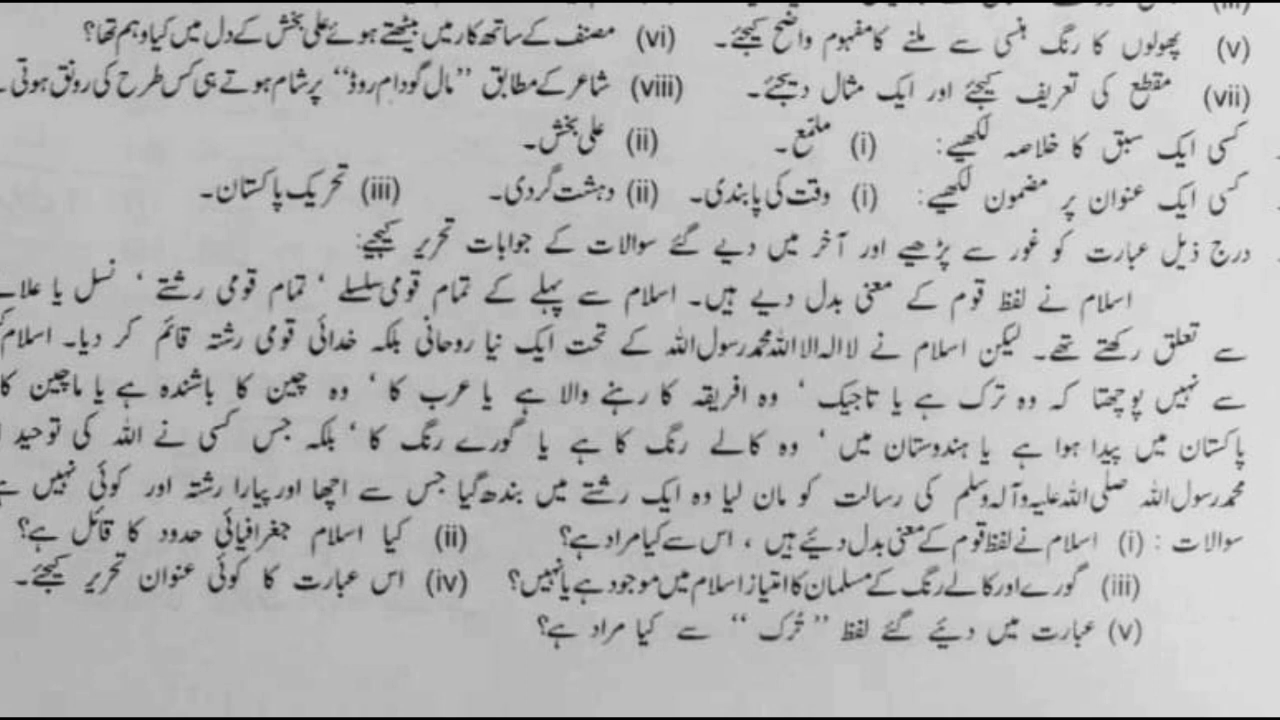 (v) پھولوں کا رنگ ہنسی سے ملنے کا مفہوم واضح کیجئے۔ (vi) مصنف کے ساتھ کار میں بیٹھتے ہوئے علی بخش کے دل میں کیا وہم تھا؟
(vii) مقطع کی تعریف کیجئے اور ایک مثال دیجئے۔ (viii) شاعر کے مطابق ”مال گودام روڈ“ پر شام ہوتے ہی کس طرح کی رونق ہوتی
کسی ایک سبق کا خلاصہ لکھیے: (i) ملمع۔ (ii) علی بخش۔
کسی ایک عنوان پر مضمون لکھیے: (i) وقت کی پابندی۔ (ii) دہشت گردی۔ (iii) تحریک پاکستان۔
درج ذیل عبارت کو غور سے پڑھیے اور آخر میں دیے گئے سوالات کے جوابات تحریر کیجیے:
اسلام نے لفظ قوم کے معنی بدل دیے ہیں۔ اسلام سے پہلے کے تمام قومی سلسلے ‘ تمام قومی رشتے ‘ نسل یا
سے تعلق رکھتے تھے۔ لیکن اسلام نے لا الہ الا اللہ محمد رسول اللہ کے تحت ایک نیا روحانی بلکہ خدائی قومی رشتہ قائم کر دیا۔ اسلام
سے نہیں پوچھتا کہ وہ ترک ہے یا تاجیک ‘ وہ افریقہ کا رہنے والا ہے یا عرب کا ‘ وہ چین کا باشندہ ہے یا ماچین کا
پاکستان میں پیدا ہوا ہے یا ہندوستان میں ‘ وہ کالے رنگ کا ہے یا گورے رنگ کا ‘ بلکہ جس کسی نے اللہ کی توحید
محمد رسول اللہ صلی اللہ علیہ وآلہ وسلم کی رسالت کو مان لیا وہ ایک رشتے میں بندھ گیا جس سے اچھا اور پیارا رشتہ اور کوئی نہیں
سوالات : (i) اسلام نے لفظ قوم کے معنی بدل دیئے ہیں ، اس سے کیا مراد ہے؟ (ii) کیا اسلام جغرافیائی حدود کا قائل ہے؟
(iii) گورے اور کالے رنگ کے مسلمان کا امتیاز اسلام میں موجود ہے یا نہیں؟ (iv) اس عبارت کا کوئی عنوان تحریر کیجئے۔
(v) عبارت میں دیئے گئے لفظ ”تُرک“ سے کیا مراد ہے؟